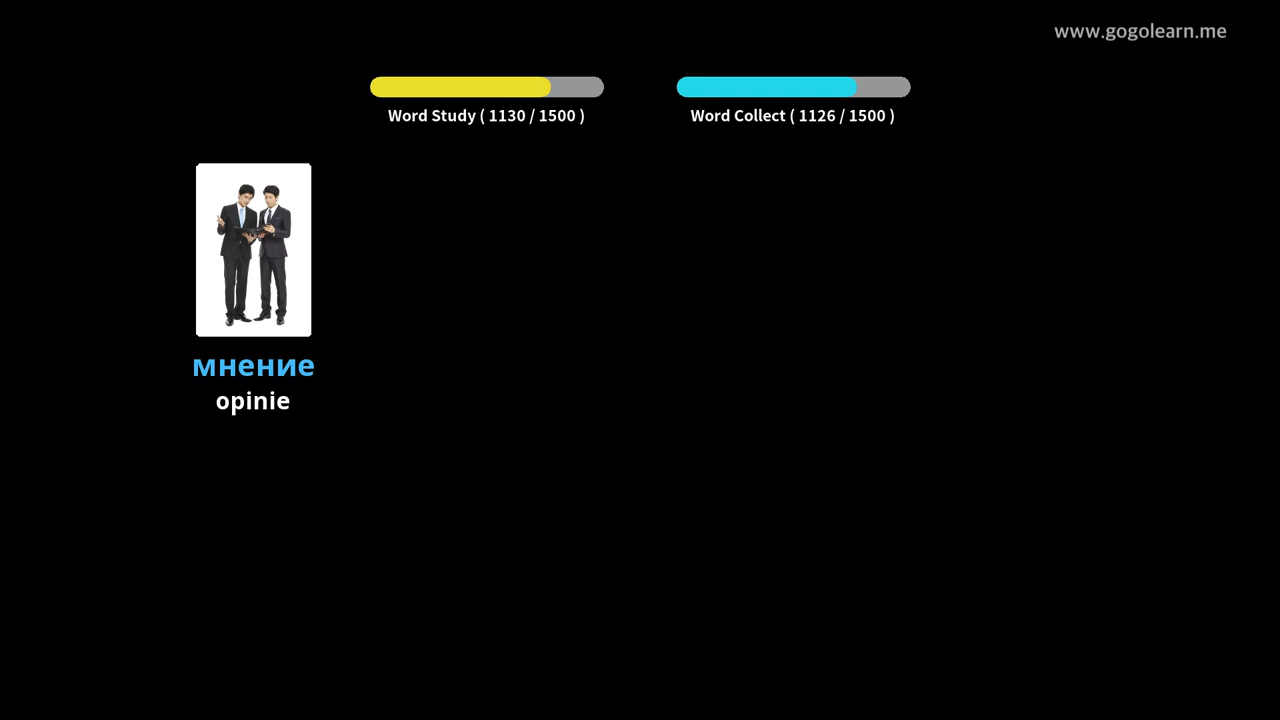 www.gogolearn.me
Word Study ( 1130 / 1500 )
Word Collect ( 1126 / 1500 )
мнение
opinie